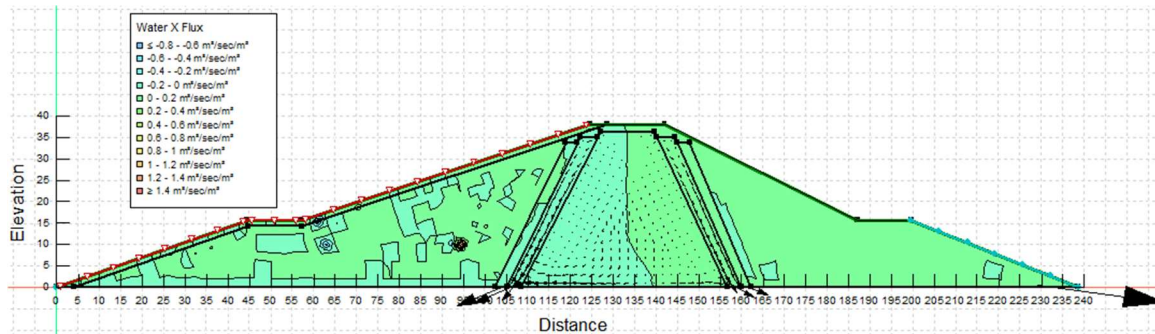 Water X Flux
≤ -0.8 - -0.6 m³/sec/m²
-0.6 - -0.4 m³/sec/m²
-0.4 - -0.2 m³/sec/m²
-0.2 - 0 m³/sec/m²
0 - 0.2 m³/sec/m²
0.2 - 0.4 m³/sec/m²
0.4 - 0.6 m³/sec/m²
0.6 - 0.8 m³/sec/m²
0.8 - 1 m³/sec/m²
1 - 1.2 m³/sec/m²
1.2 - 1.4 m³/sec/m²
≥ 1.4 m³/sec/m²
Elevation
40
35
30
25
20
15
10
5
0
0 5 10 15 20 25 30 35 40 45 50 55 60 65 70 75 80 85 90 110 115 120 125 130 135 140 145 150 155 160 165 170 175 180 185 190 195 200 205 210 215 220 225 230 235 240
Distance